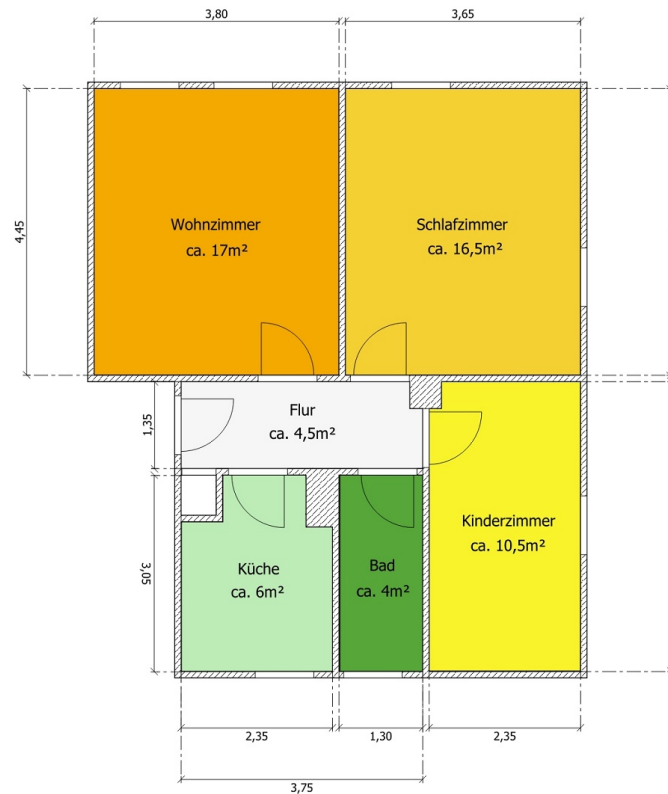 3,80
3,65
4,45
Wohnzimmer
ca. 17m²
Schlafzimmer
ca. 16,5m²
1,35
Flur
ca. 4,5m²
3,05
Küche
ca. 6m²
Bad
ca. 4m²
Kinderzimmer
ca. 10,5m²
2,35
1,30
2,35
3,75